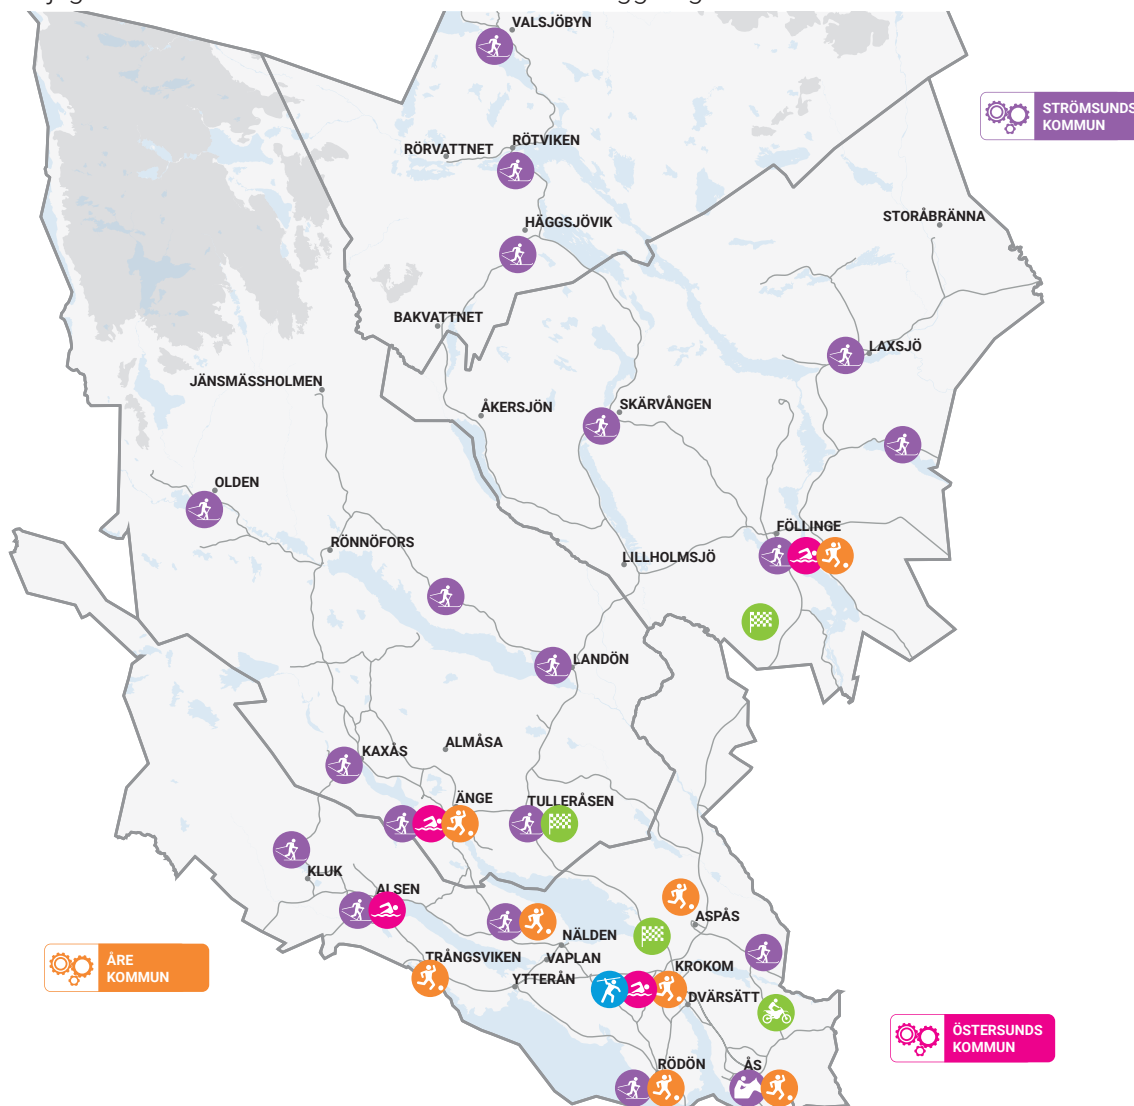 VALSJÖBYN
STRÖMSUNDS
KOMMUN
RÖRVATTNET
RÖTVIKEN
HÄGGSJÖVIK
STORÅBRÄNNA
BAKVATTNET
LAXSJÖ
JÄNSMÄSSHOLMEN
ÅKERSJÖN
SKÄRVÅNGEN
OLDEN
FÖLLINGE
RÖNNÖFORS
LILLHOLMSJÖ
LANDÖN
ALMÅSA
KAXÅS
ÄNGE
TULLERÅSEN
KLUK
ALSEN
ASPÅS
NÄLDEN
ÅRE
KOMMUN
TRÅNGSVIKEN
VAPLAN
KROKOM
YTTERÅN
DVÄRSÄTT
ÖSTERSUNDS
KOMMUN
RÖDÖN
ÅS